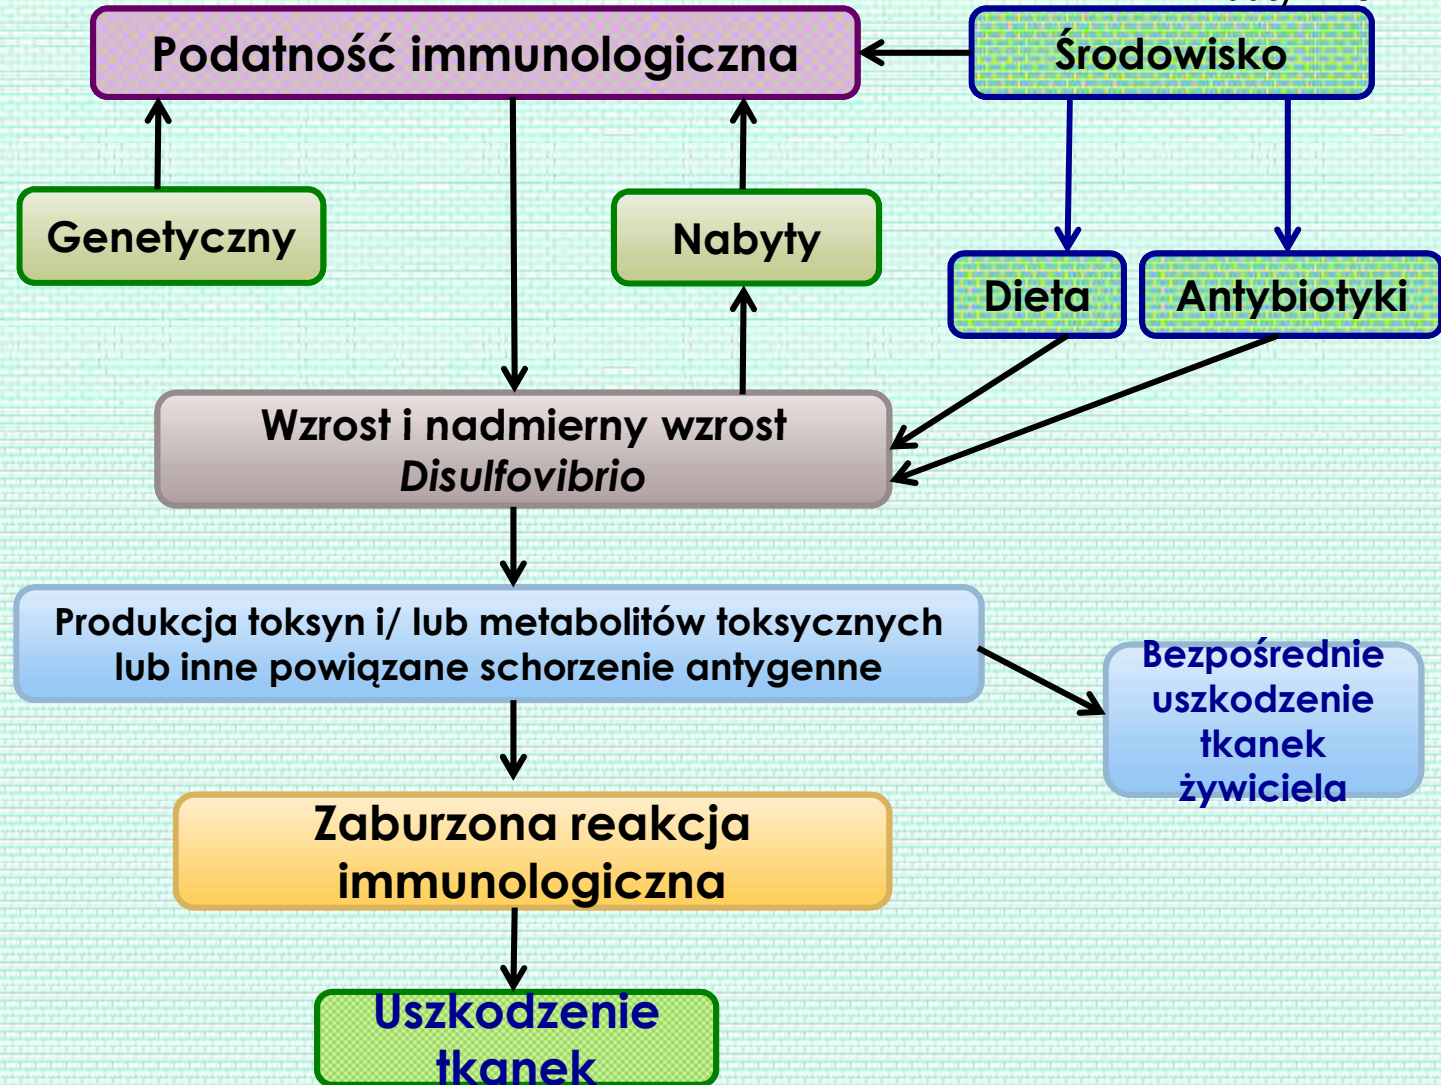 Podatność immunologiczna
Środowisko
Genetyczny
Nabyty
Dieta
Antybiotyki
Wzrost i nadmierny wzrost
Disulfovibrio
Produkcja toksyn i/ lub metabolitów toksycznych
lub inne powiązane schorzenie antygenne
Bezpośrednie
uszkodzenie
tkanek
żywiciela
Zaburzona reakcja
immunologiczna
Uszkodzenie
tkanek